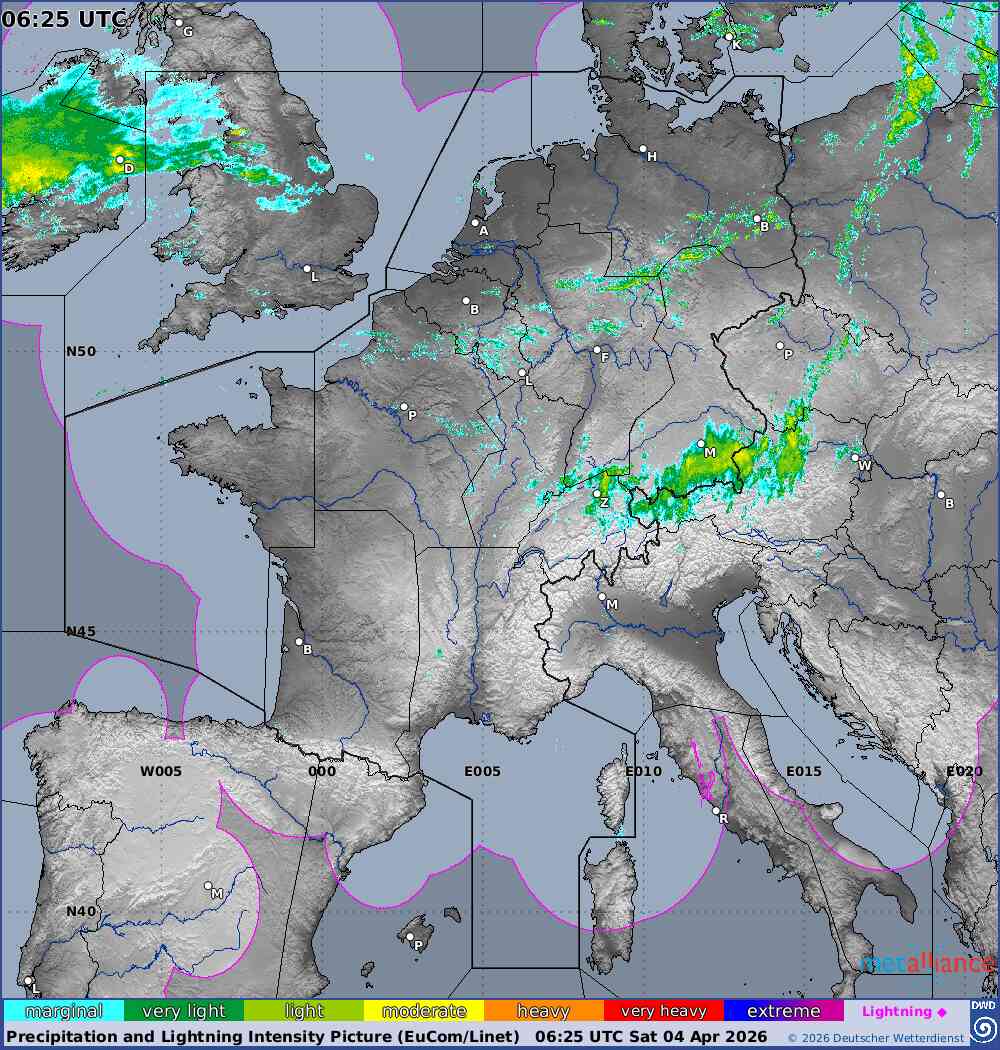 06:25 UTC
G
K
D
H
A
B
L
B
N50
F
P
L
P
M
W
Z
B
M
N45
B
W005
000
E005
E010
E015
E020
R
M
N40
P
L
metalliance
marginal
very light
light
moderate
heavy
very heavy
extreme
Lightning ◆
DWD
Precipitation and Lightning Intensity Picture (EuCom/Linet) 06:25 UTC Sat 04 Apr 2026 © 2026 Deutscher Wetterdienst